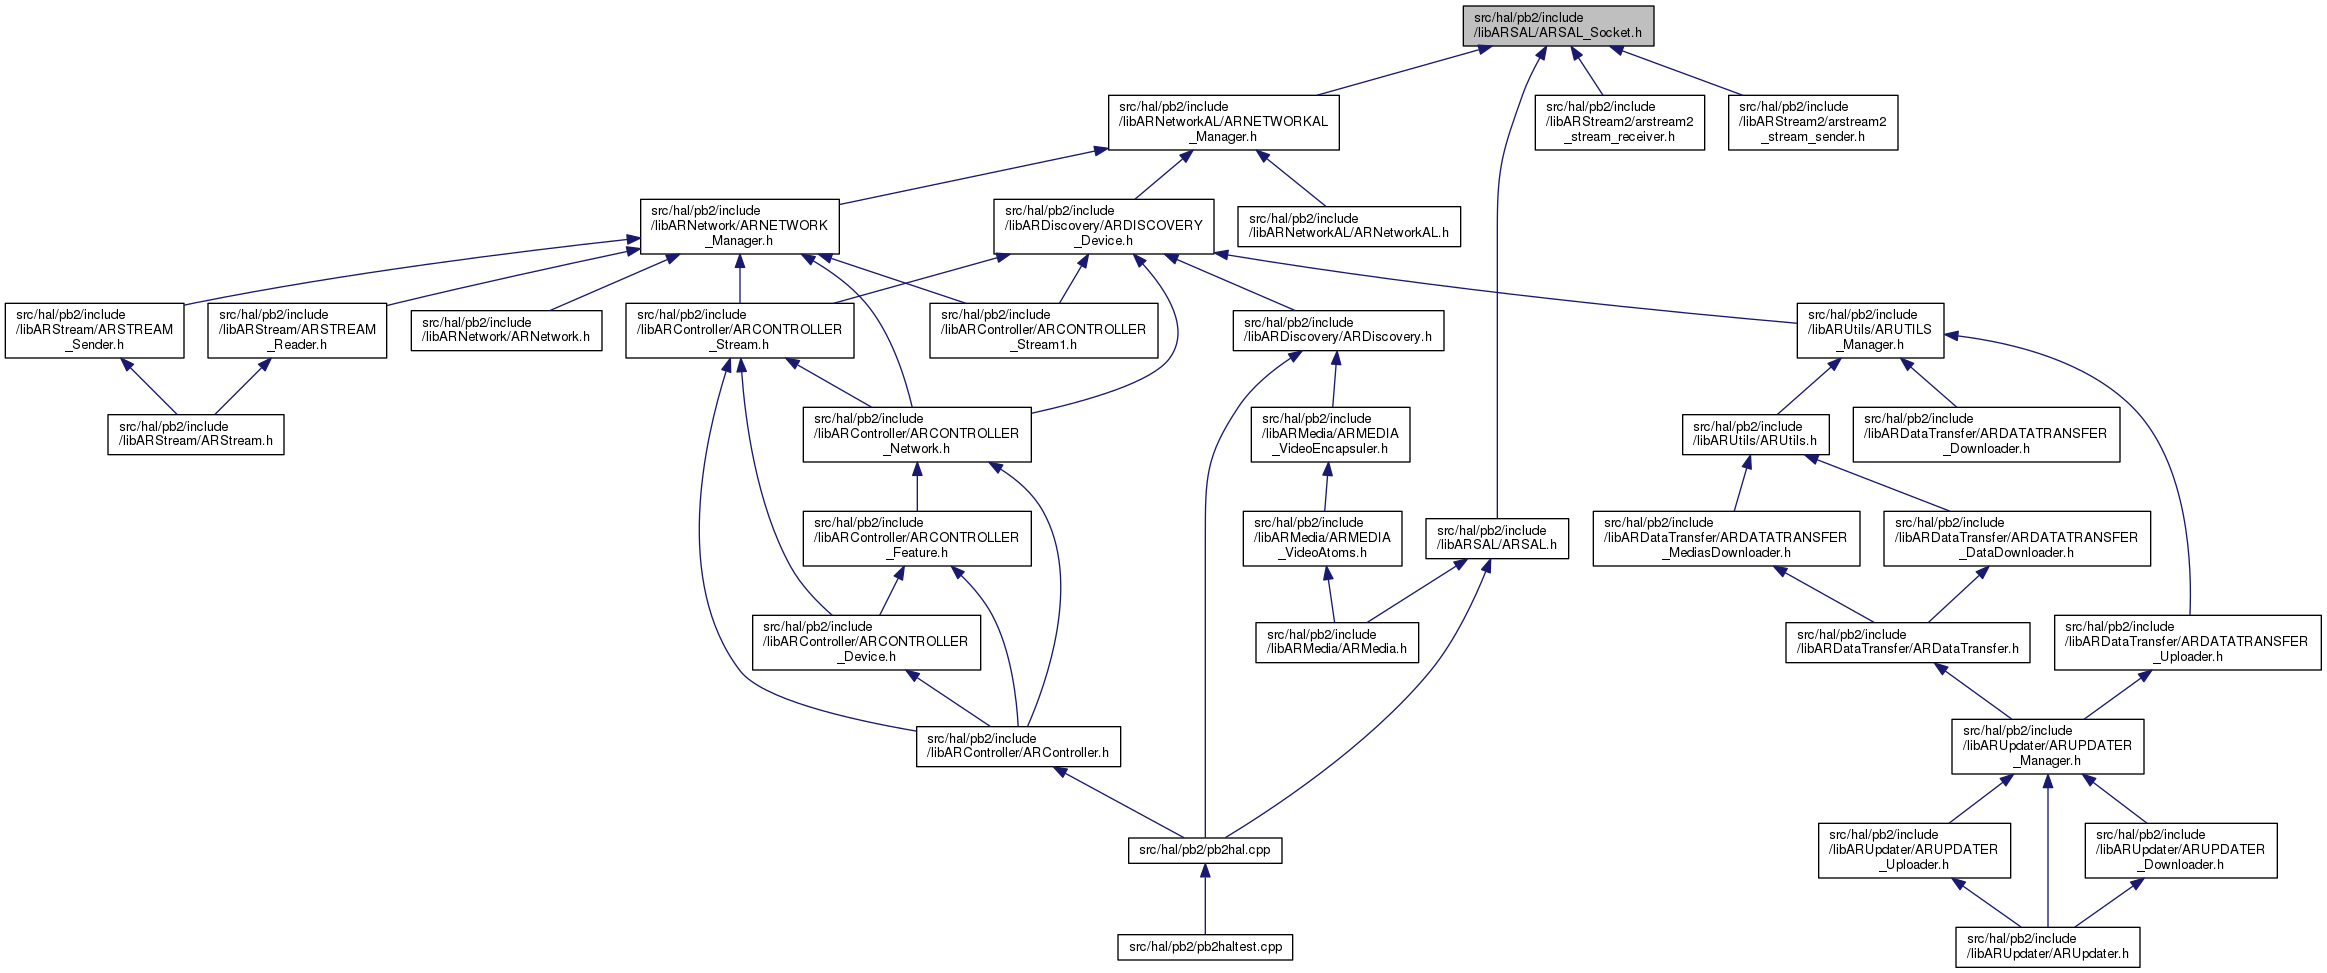 src/hal/pb2/include
/libARSAL/ARSAL_Socket.h
src/hal/pb2/include
/libARNetworkAL/ARNETWORKAL
_Manager.h
src/hal/pb2/include
/libARStream2/arstream2
_stream_receiver.h
src/hal/pb2/include
/libARStream2/arstream2
_stream_sender.h
src/hal/pb2/include
/libARNetwork/ARNETWORK
_Manager.h
src/hal/pb2/include
/libARDiscovery/ARDISCOVERY
_Device.h
src/hal/pb2/include
/libARNetworkAL/ARNetworkAL.h
src/hal/pb2/include
/libARStream/ARSTREAM
_Sender.h
src/hal/pb2/include
/libARStream/ARSTREAM
_Reader.h
src/hal/pb2/include
/libARNetwork/ARNetwork.h
src/hal/pb2/include
/libARController/ARCONTROLLER
_Stream.h
src/hal/pb2/include
/libARController/ARCONTROLLER
_Stream1.h
src/hal/pb2/include
/libARDiscovery/ARDiscovery.h
src/hal/pb2/include
/libARUtils/ARUTILS
_Manager.h
src/hal/pb2/include
/libARStream/ARStream.h
src/hal/pb2/include
/libARController/ARCONTROLLER
_Network.h
src/hal/pb2/include
/libARMedia/ARMEDIA
_VideoEncapsuler.h
src/hal/pb2/include
/libARUtils/ARUtils.h
src/hal/pb2/include
/libARDataTransfer/ARDATATRANSFER
_Downloader.h
src/hal/pb2/include
/libARController/ARCONTROLLER
_Feature.h
src/hal/pb2/include
/libARMedia/ARMEDIA
_VideoAtoms.h
src/hal/pb2/include
/libARSAL/ARSAL.h
src/hal/pb2/include
/libARDataTransfer/ARDATATRANSFER
_MediasDownloader.h
src/hal/pb2/include
/libARDataTransfer/ARDATATRANSFER
_DataDownloader.h
src/hal/pb2/include
/libARController/ARCONTROLLER
_Device.h
src/hal/pb2/include
/libARMedia/ARMedia.h
src/hal/pb2/include
/libARDataTransfer/ARDataTransfer.h
src/hal/pb2/include
/libARDataTransfer/ARDATATRANSFER
_Uploader.h
src/hal/pb2/include
/libARController/ARController.h
src/hal/pb2/include
/libARUpdater/ARUPDATER
_Manager.h
src/hal/pb2/pb2hal.cpp
src/hal/pb2/include
/libARUpdater/ARUPDATER
_Uploader.h
src/hal/pb2/include
/libARUpdater/ARUPDATER
_Downloader.h
src/hal/pb2/pb2haltest.cpp
src/hal/pb2/include
/libARUpdater/ARUpdater.h